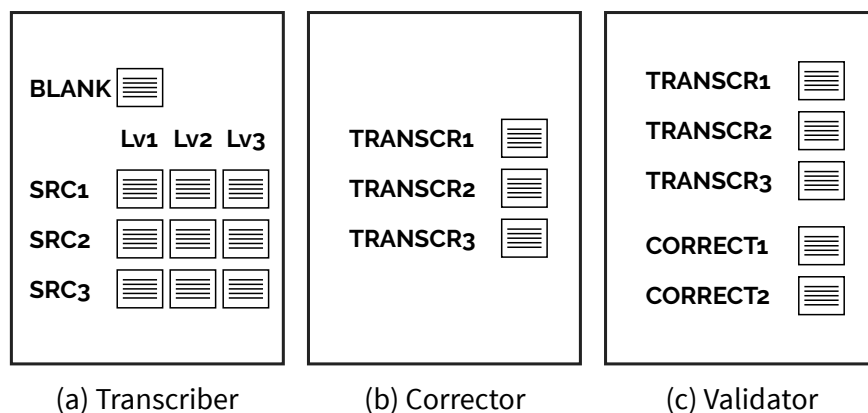 BLANK
Lv1 Lv2 Lv3
SRC1
SRC2
SRC3
(a) Transcriber
TRANSCR1
TRANSCR2
TRANSCR3
(b) Corrector
TRANSCR1
TRANSCR2
TRANSCR3
CORRECT1
CORRECT2
(c) Validator